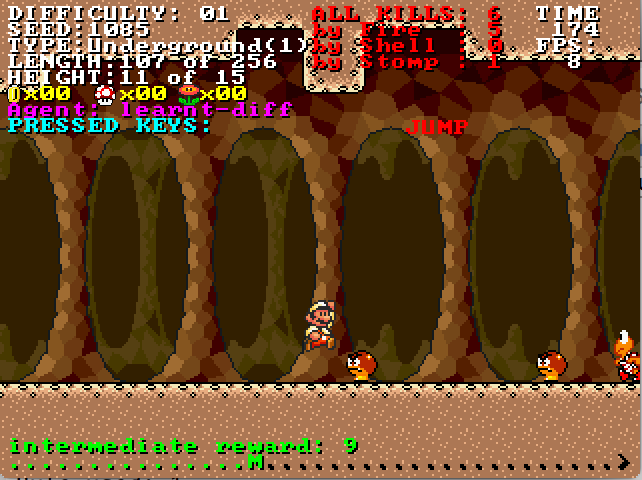 DIFFICULTY: 01
SEED:1085
TYPE:Underground(1)
LENGTH:107 of 256
HEIGHT:11 of 15
x00 x00 x00
Agent: learnt-diff
PRESSED KEYS:
JUMP
ALL KILLS: 6
by Fire : 5
by Shell : 0
by Stomp : 1
TIME
174
FPS:
8
intermediate reward: 9
...............M.......................>